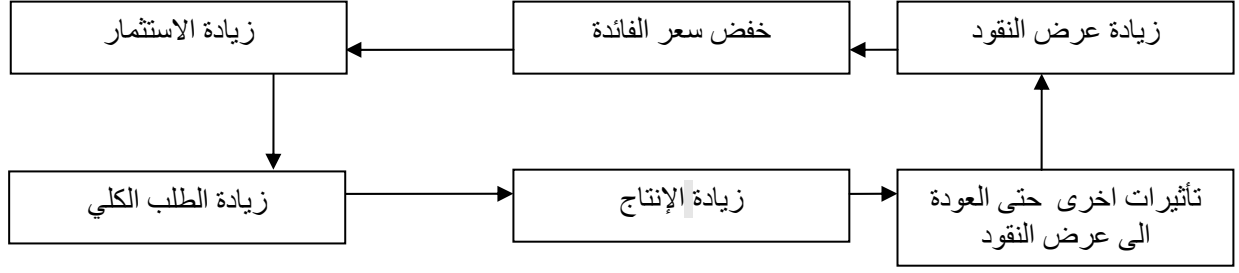 زيادة عرض النقود
خفض سعر الفائدة
زيادة الاستثمار
زيادة الطلب الكلي
زيادة الإنتاج
تأثيرات اخرى حتى العودة
الى عرض النقود